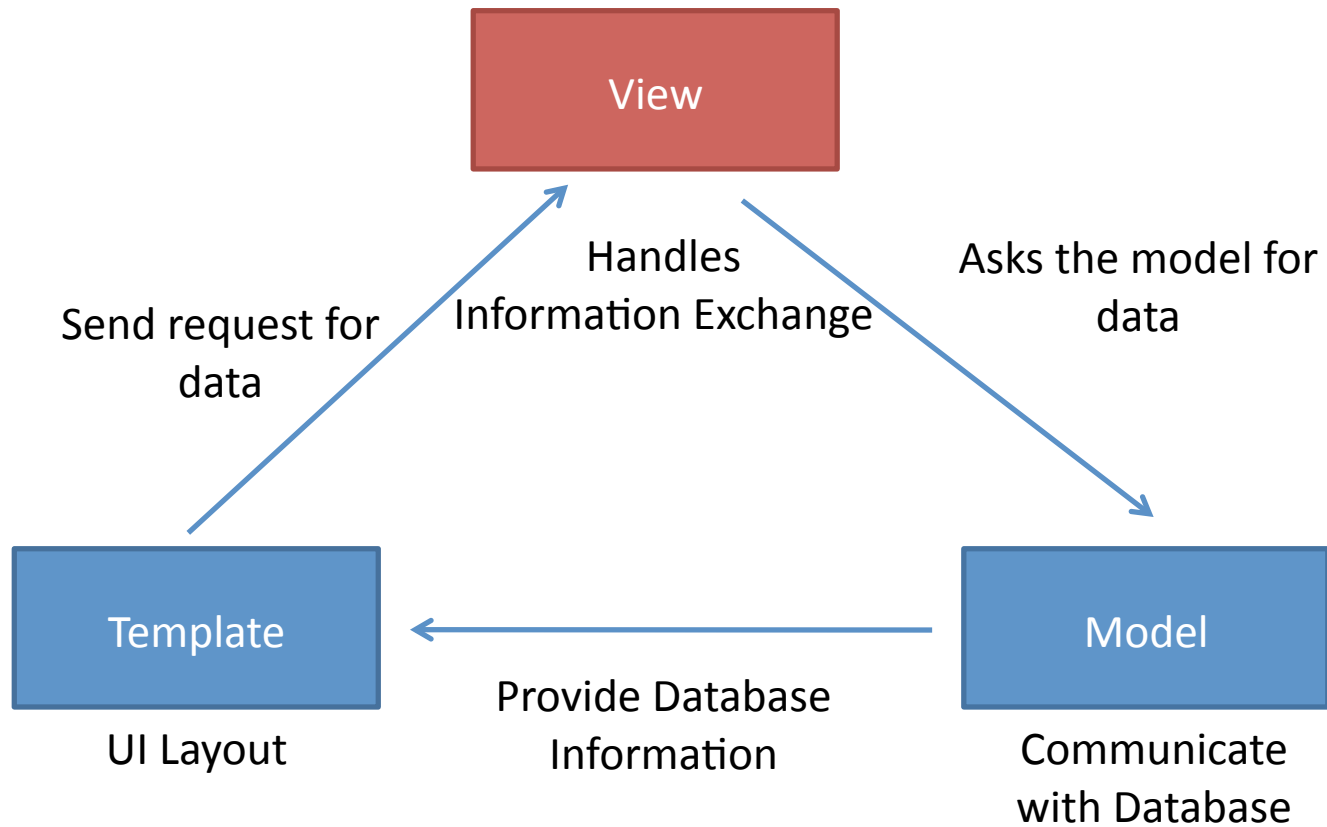 View
Handles
Information Exchange
Asks the model for
data
Send request for
data
Template
Model
Provide Database
Information
UI Layout
Communicate
with Database